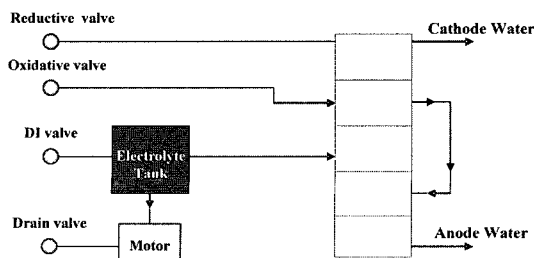 Reductive valve
Cathode Water
Oxidative valve
DI valve
Electrolyte
Tank
Drain valve
Motor
Anode Water